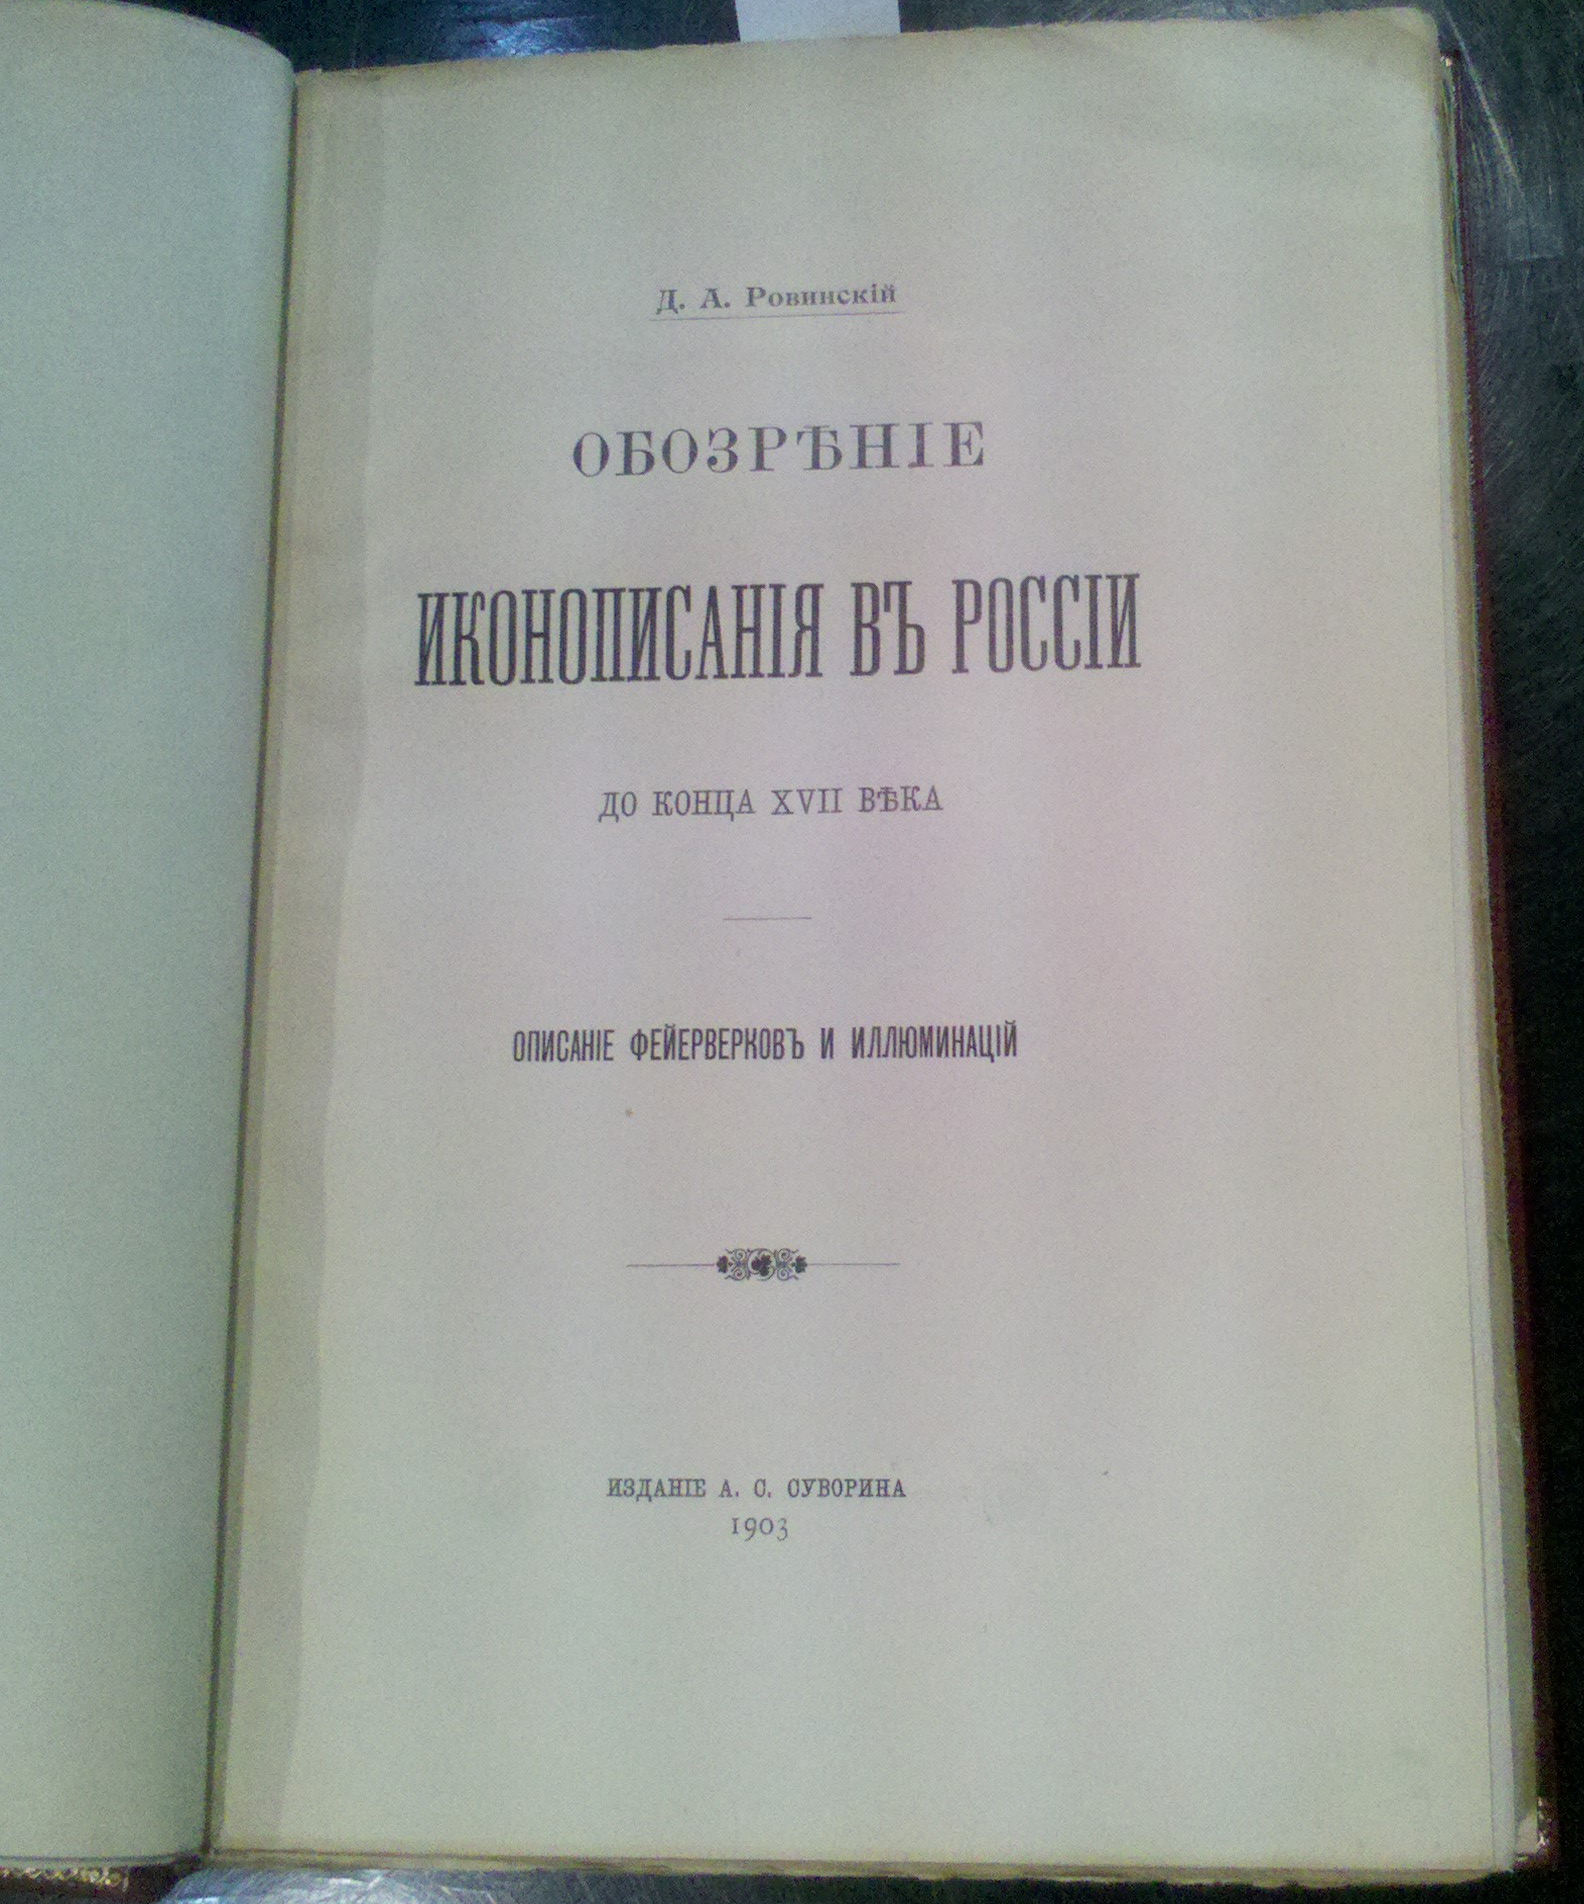 Д. А. Ровинскій
ОБОЗРѢНІЕ
ИКОНОПИСАНІЯ ВЪ РОССІИ
ДО КОНЦА XVII ВѢКА
ОПИСАНІЕ ФЕЙЕРВЕРКОВЪ И ИЛЛЮМИНАЦІЙ
ИЗДАНІЕ А. С. СУВОРИНА
1903